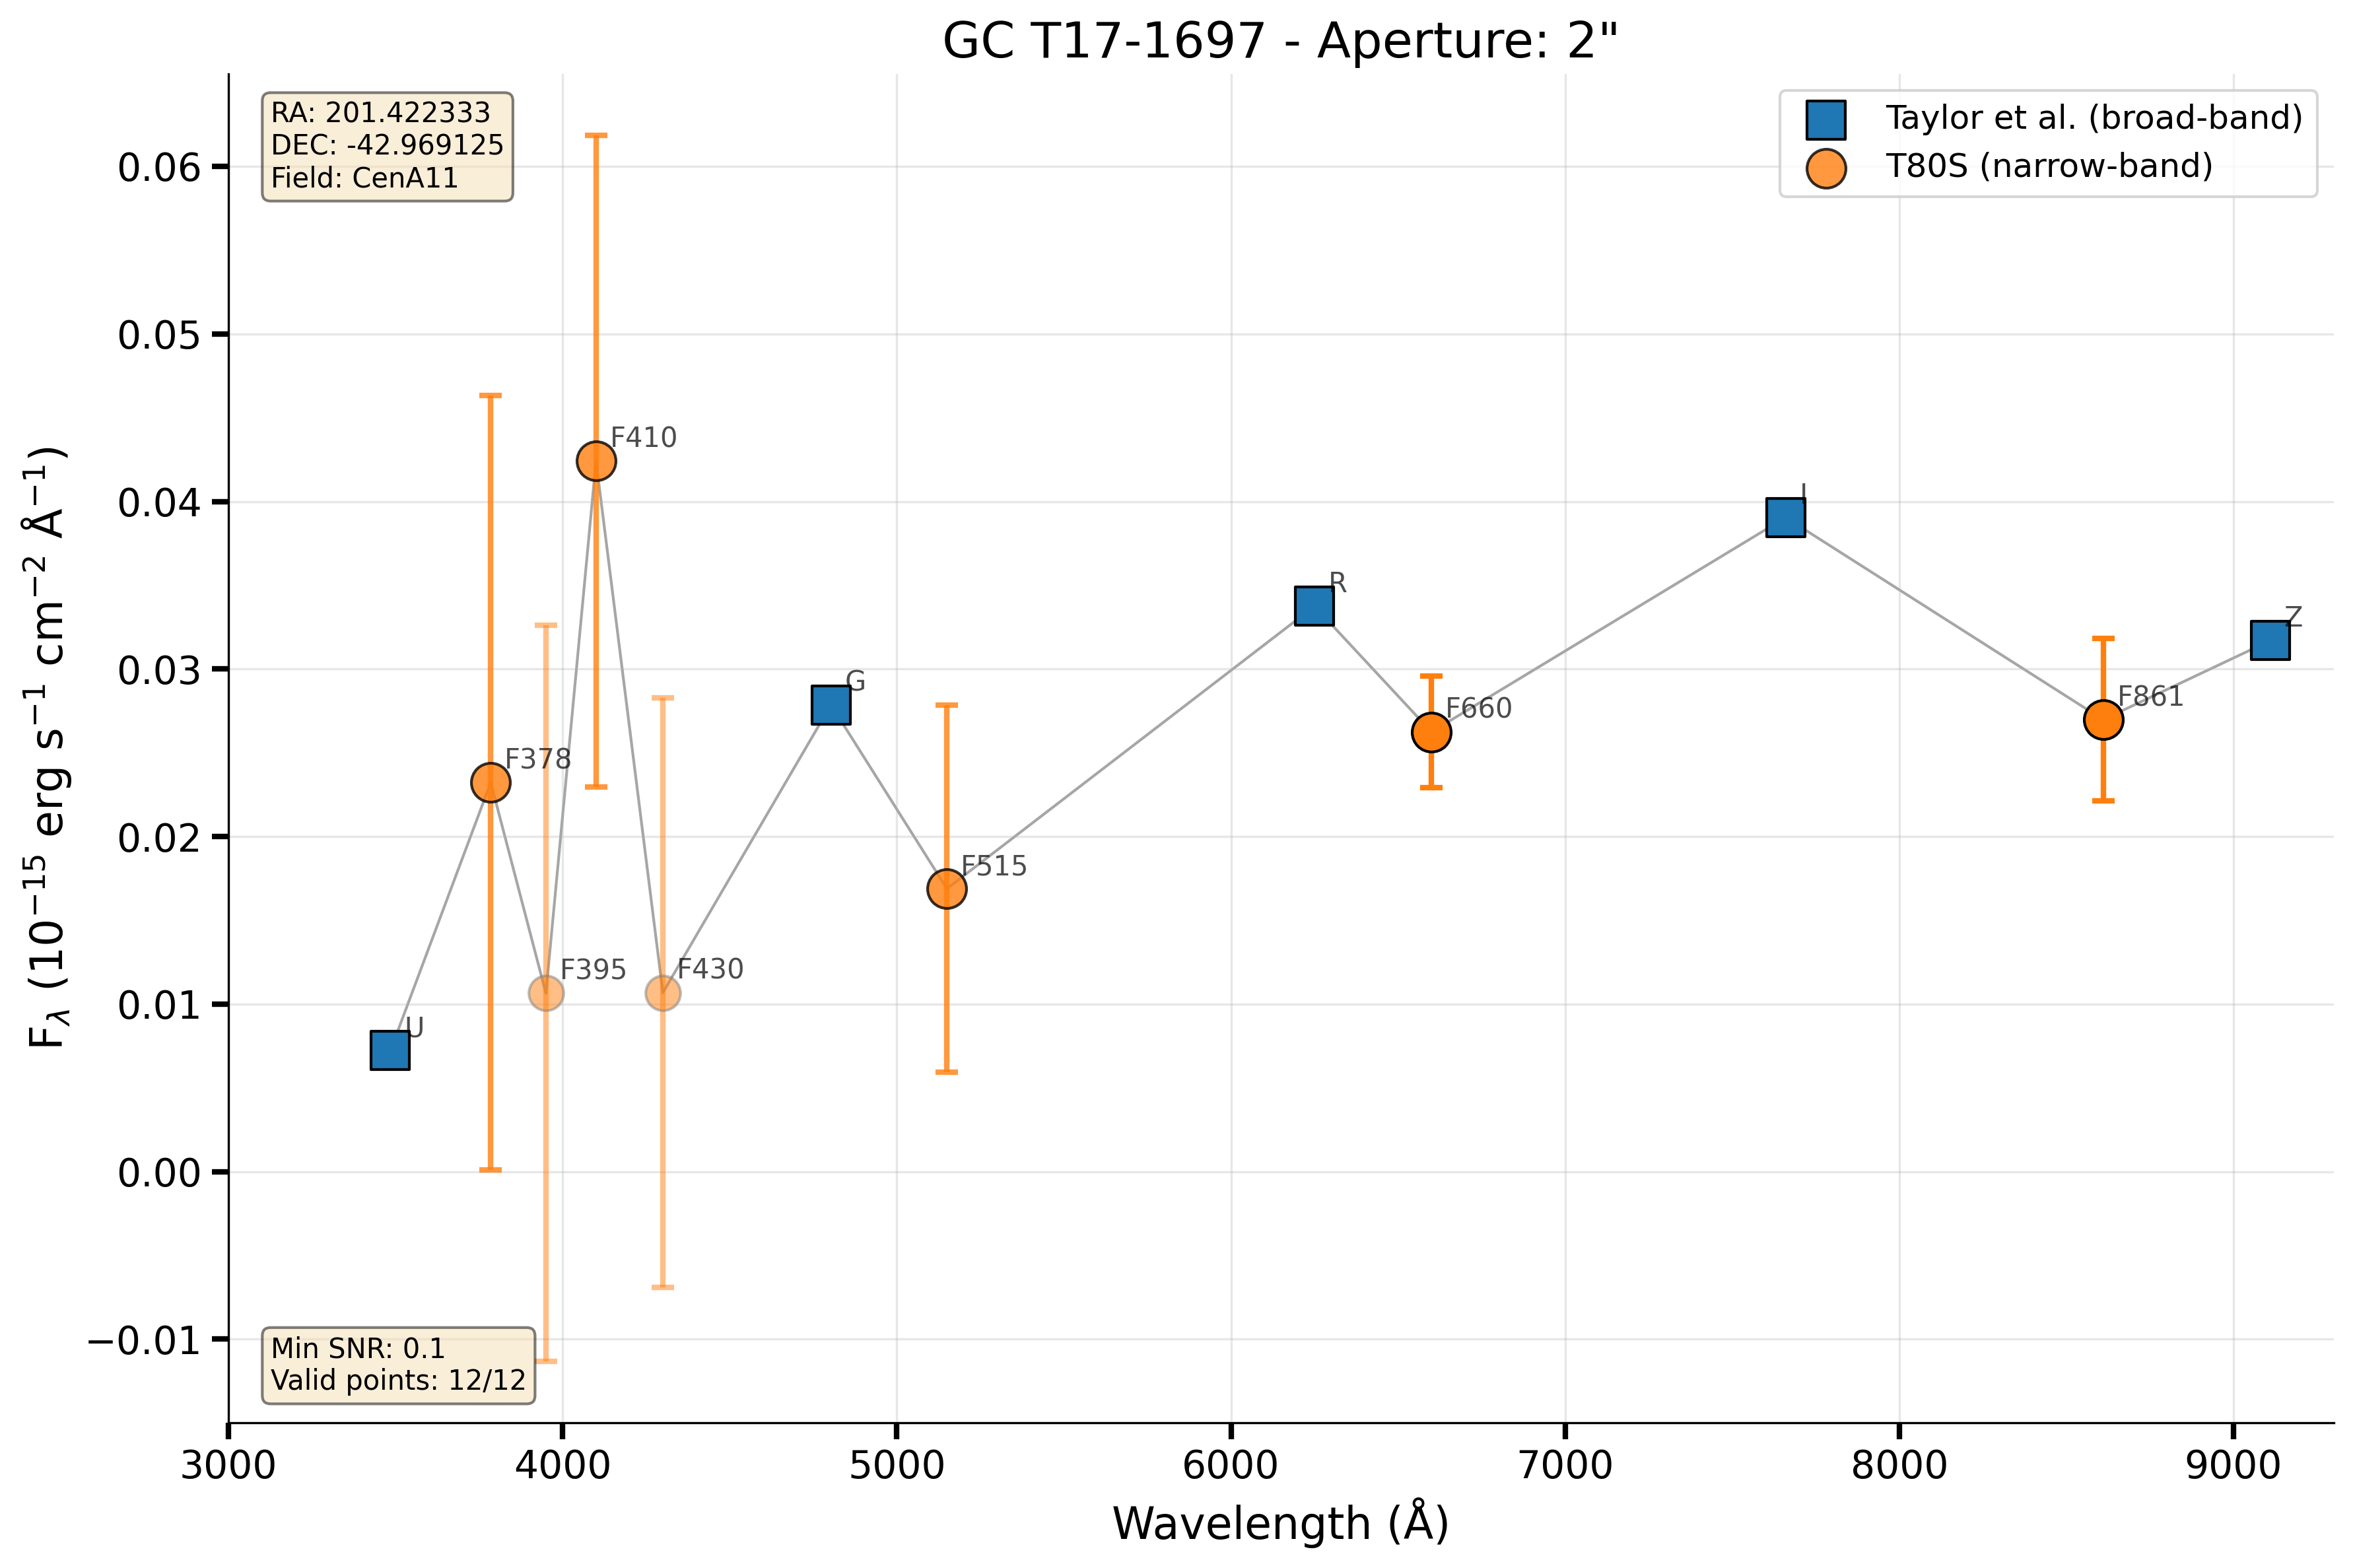 GC T17-1697 - Aperture: 2"
RA: 201.422333
DEC: -42.969125
Field: CenA11
Taylor et al. (broad-band)
T80S (narrow-band)
0.06
0.05
0.04
0.03
0.02
0.01
0.00
−0.01
F_λ (10⁻¹⁵ erg s⁻¹ cm⁻² Å⁻¹)
U
F378
F395
F410
F430
G
F515
R
F660
I
F861
Z
Min SNR: 0.1
Valid points: 12/12
3000 4000 5000 6000 7000 8000 9000
Wavelength (Å)